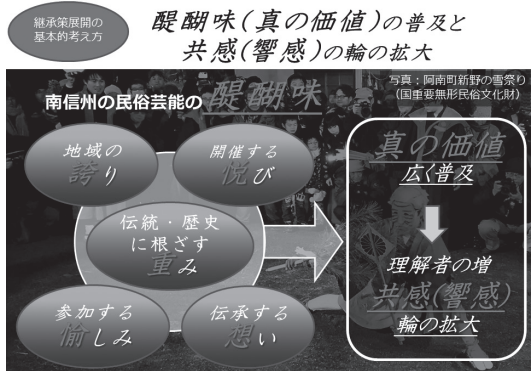 継承策展開の
基本的考え方
醍醐味(真の価値)の普及と
共感(響感)の輪の拡大
写真:阿南町新野の雪祭り
(国重要無形民俗文化財)
南信州の民俗芸能の醍醐味
地域の
誇り
開催する
悦び
伝統・歴史
に根ざす
重み
参加する
愉しみ
伝承する
想い
真の価値
広く普及
理解者の増
共感(響感)
輪の拡大